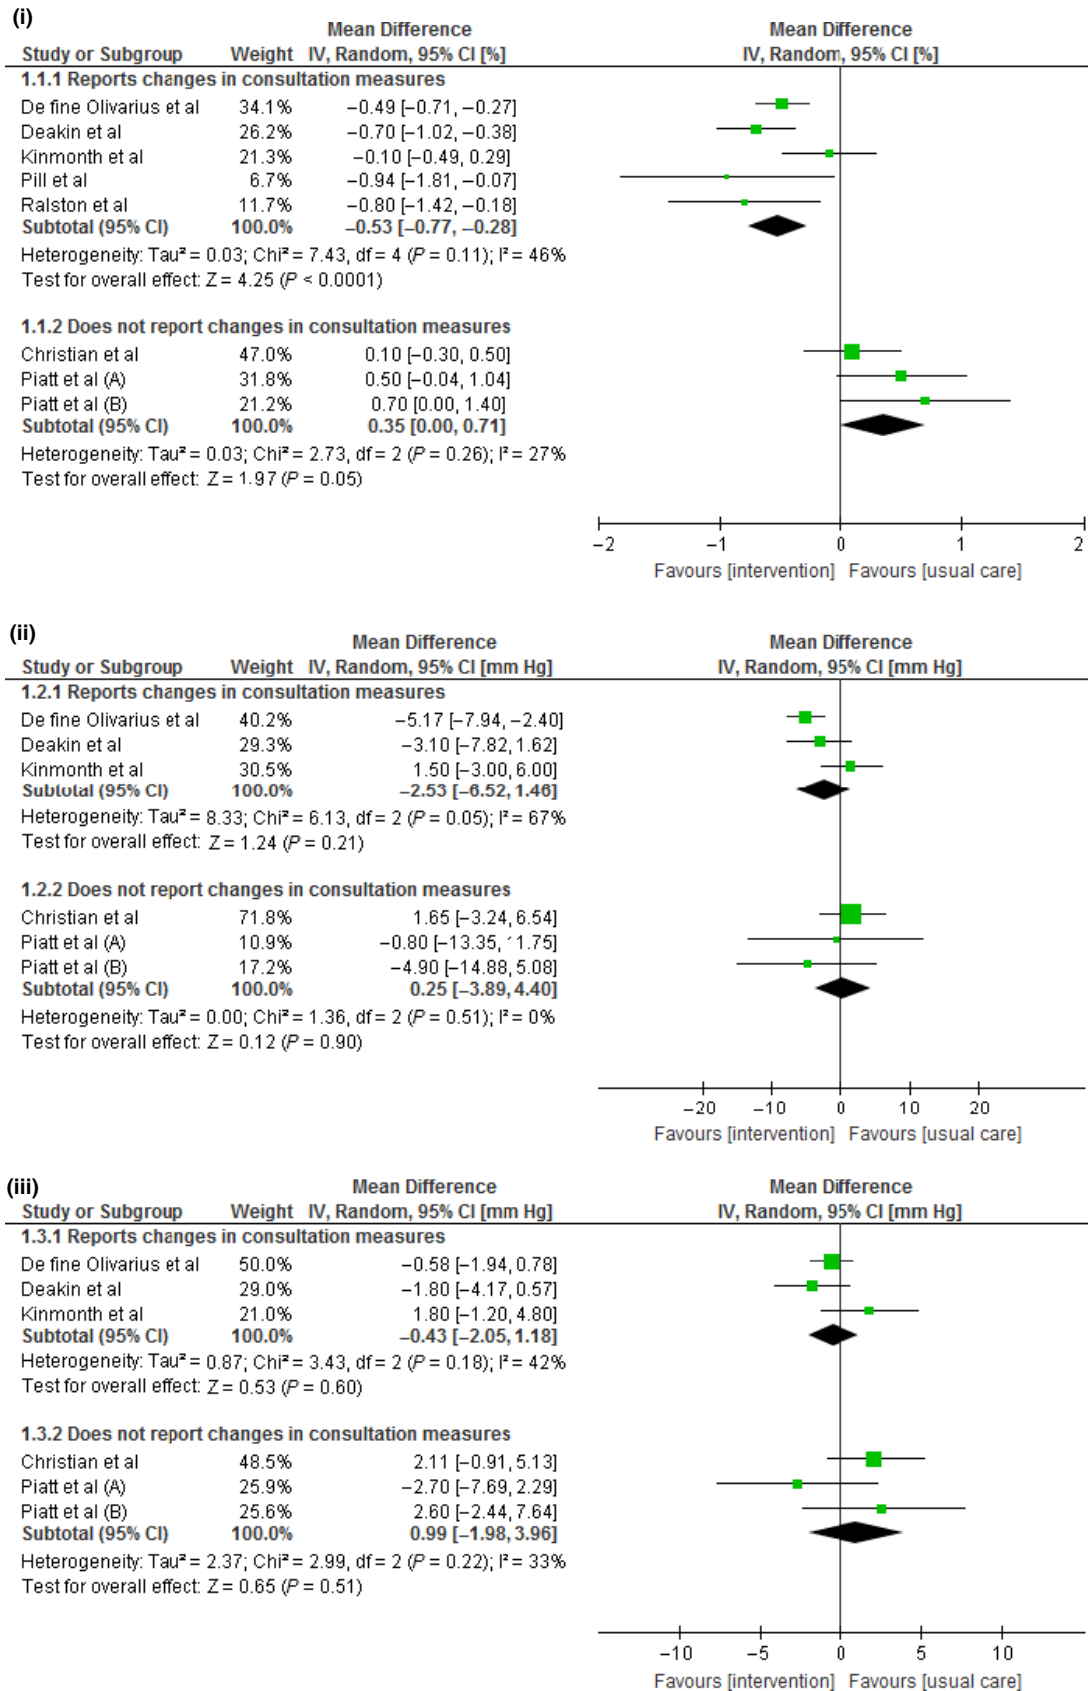 (i)
Mean Difference Mean Difference
Study or Subgroup Weight IV, Random, 95% CI [%] IV, Random, 95% CI [%]
1.1.1 Reports changes in consultation measures
De fine Olivarius et al 34.1% −0.49 [−0.71, −0.27]
Deakin et al 26.2% −0.70 [−1.02, −0.38]
Kinmonth et al 21.3% −0.10 [−0.49, 0.29]
Pill et al 6.7% −0.94 [−1.81, −0.07]
Ralston et al 11.7% −0.80 [−1.42, −0.18]
Subtotal (95% CI) 100.0% −0.53 [−0.77, −0.28]
Heterogeneity: Tau² = 0.03; Chi² = 7.43, df = 4 (P = 0.11); I² = 46%
Test for overall effect: Z = 4.25 (P < 0.0001)
1.1.2 Does not report changes in consultation measures
Christian et al 47.0% 0.10 [−0.30, 0.50]
Piatt et al (A) 31.8% 0.50 [−0.04, 1.04]
Piatt et al (B) 21.2% 0.70 [0.00, 1.40]
Subtotal (95% CI) 100.0% 0.35 [0.00, 0.71]
Heterogeneity: Tau² = 0.03; Chi² = 2.73, df = 2 (P = 0.26); I² = 27%
Test for overall effect: Z = 1.97 (P = 0.05)
−2 −1 0 1 2
Favours [intervention] Favours [usual care]
(ii)
Mean Difference Mean Difference
Study or Subgroup Weight IV, Random, 95% CI [mm Hg] IV, Random, 95% CI [mm Hg]
1.2.1 Reports changes in consultation measures
De fine Olivarius et al 40.2% −5.17 [−7.94, −2.40]
Deakin et al 29.3% −3.10 [−7.82, 1.62]
Kinmonth et al 30.5% 1.50 [−3.00, 6.00]
Subtotal (95% CI) 100.0% −2.53 [−6.52, 1.46]
Heterogeneity: Tau² = 8.33; Chi² = 6.13, df = 2 (P = 0.05); I² = 67%
Test for overall effect: Z = 1.24 (P = 0.21)
1.2.2 Does not report changes in consultation measures
Christian et al 71.8% 1.65 [−3.24, 6.54]
Piatt et al (A) 10.9% −0.80 [−13.35, 11.75]
Piatt et al (B) 17.2% −4.90 [−14.88, 5.08]
Subtotal (95% CI) 100.0% 0.25 [−3.89, 4.40]
Heterogeneity: Tau² = 0.00; Chi² = 1.36, df = 2 (P = 0.51); I² = 0%
Test for overall effect: Z = 0.12 (P = 0.90)
−20 −10 0 10 20
Favours [intervention] Favours [usual care]
(iii)
Mean Difference Mean Difference
Study or Subgroup Weight IV, Random, 95% CI [mm Hg] IV, Random, 95% CI [mm Hg]
1.3.1 Reports changes in consultation measures
De fine Olivarius et al 50.0% −0.58 [−1.94, 0.78]
Deakin et al 29.0% −1.80 [−4.17, 0.57]
Kinmonth et al 21.0% 1.80 [−1.20, 4.80]
Subtotal (95% CI) 100.0% −0.43 [−2.05, 1.18]
Heterogeneity: Tau² = 0.87; Chi² = 3.43, df = 2 (P = 0.18); I² = 42%
Test for overall effect: Z = 0.53 (P = 0.60)
1.3.2 Does not report changes in consultation measures
Christian et al 48.5% 2.11 [−0.91, 5.13]
Piatt et al (A) 25.9% −2.70 [−7.69, 2.29]
Piatt et al (B) 25.6% 2.60 [−2.44, 7.64]
Subtotal (95% CI) 100.0% 0.99 [−1.98, 3.96]
Heterogeneity: Tau² = 2.37; Chi² = 2.99, df = 2 (P = 0.22); I² = 33%
Test for overall effect: Z = 0.65 (P = 0.51)
−10 −5 0 5 10
Favours [intervention] Favours [usual care]